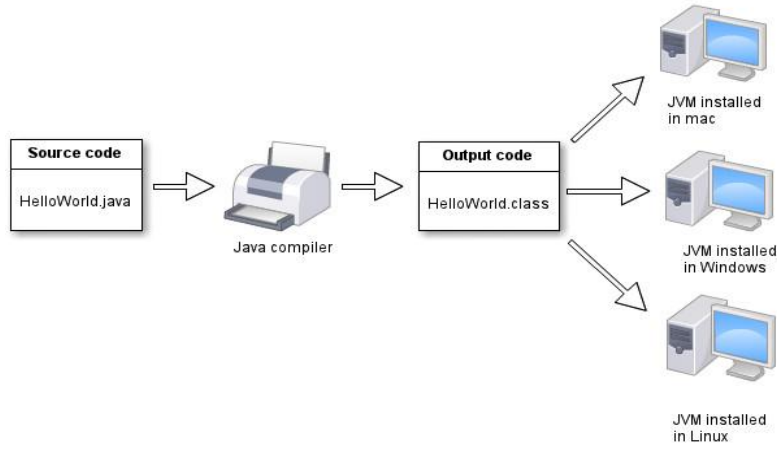 Source code
HelloWorld.java
Java compiler
Output code
HelloWorld.class
JVM installed
in mac
JVM installed
in Windows
JVM installed
in Linux